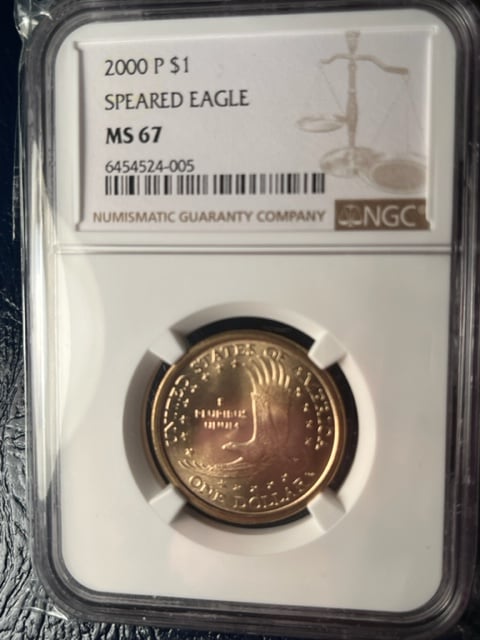 2000 P $1
SPEARED EAGLE
MS 67
6454524-005
NUMISMATIC GUARANTY COMPANY NGC
UNITED STATES OF AMERICA
E
PLURIBUS
UNUM
ONE DOLLAR